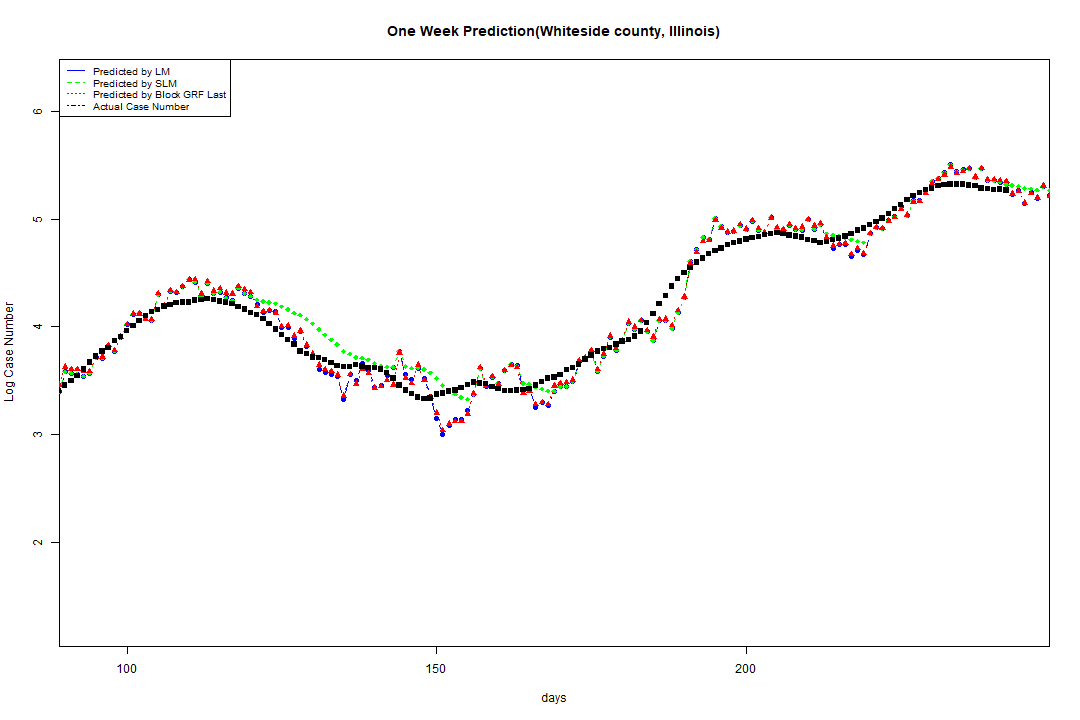 One Week Prediction(Whiteside county, Illinois)
Predicted by LM
Predicted by SLM
Predicted by Block GRF Last
Actual Case Number
6
5
4
3
2
Log Case Number
100 150 200
days